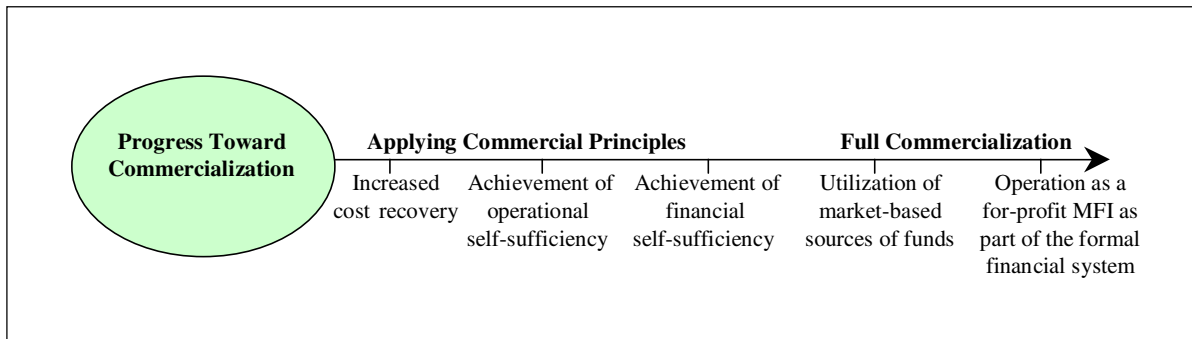 Progress Toward
Commercialization
Applying Commercial Principles
Full Commercialization
Increased
cost recovery
Achievement of
operational
self-sufficiency
Achievement of
financial
self-sufficiency
Utilization of
market-based
sources of funds
Operation as a
for-profit MFI as
part of the formal
financial system